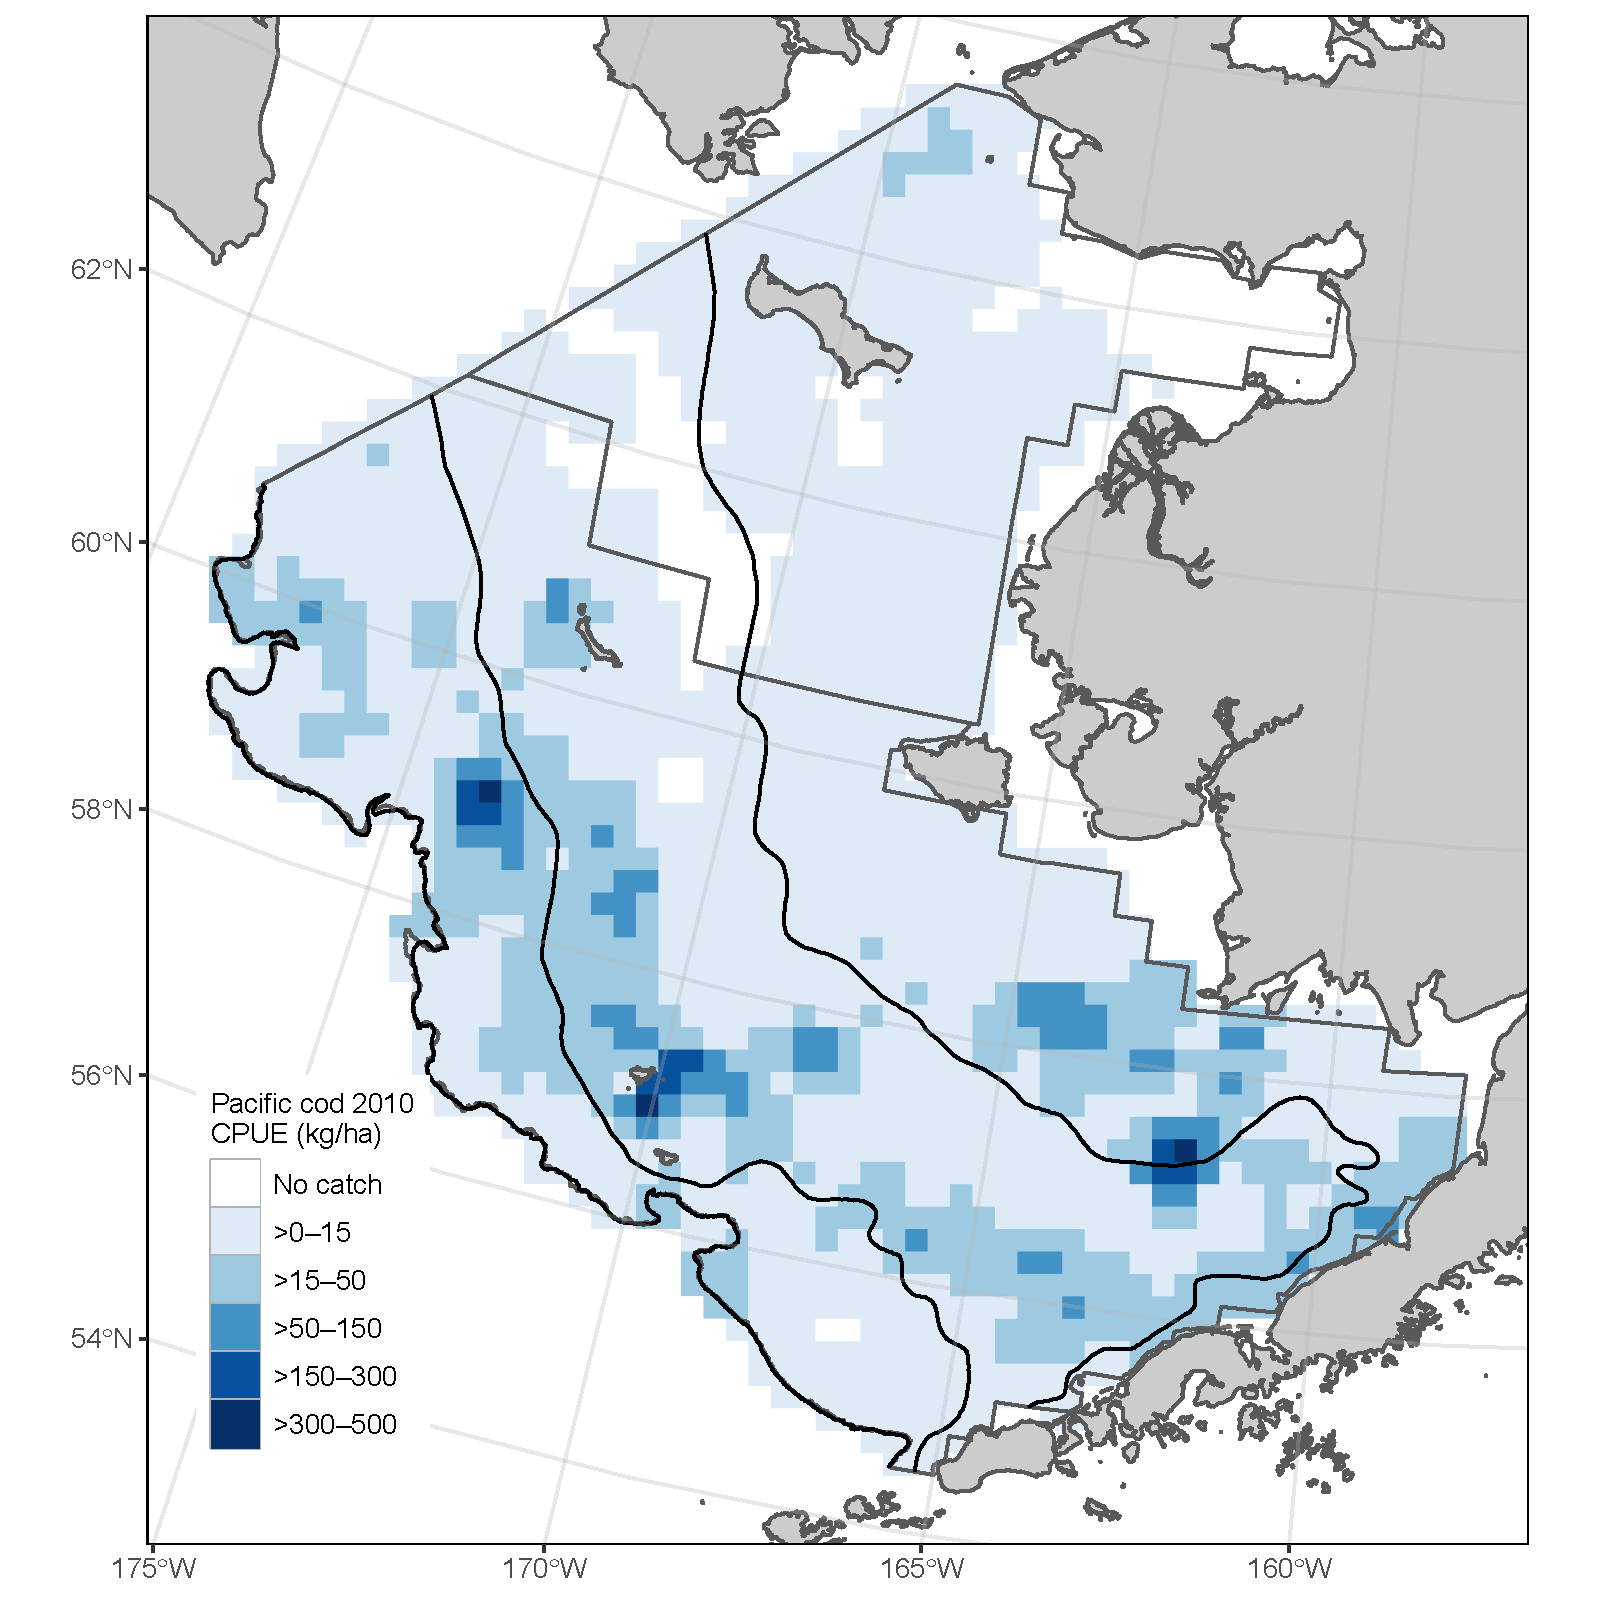 62°N
60°N
58°N
56°N
54°N
Pacific cod 2010
CPUE (kg/ha)
No catch
>0–15
>15–50
>50–150
>150–300
>300–500
175°W
170°W
165°W
160°W